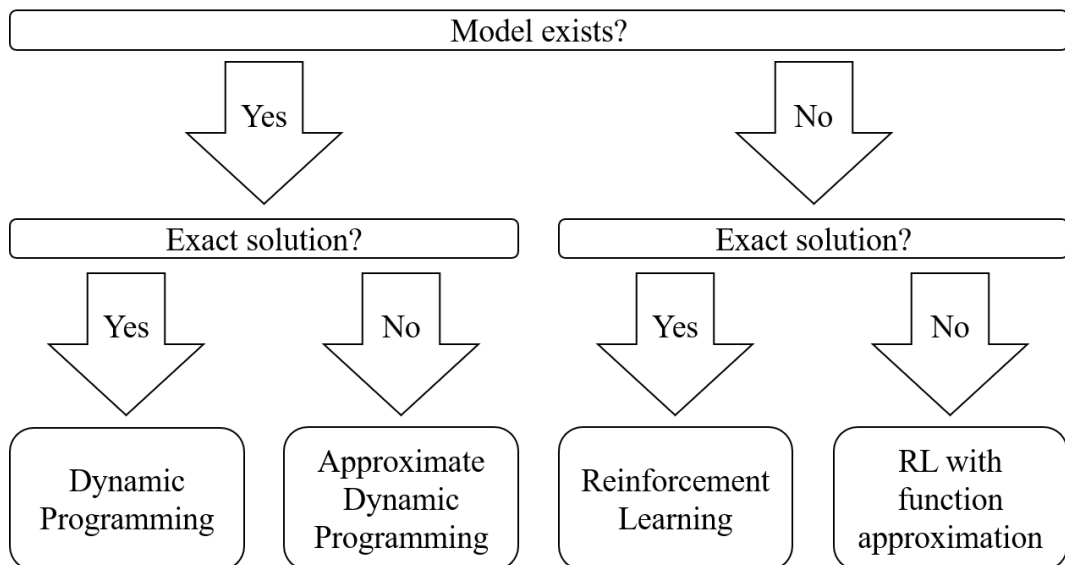 Model exists?
Yes
No
Exact solution?
Exact solution?
Yes
No
Yes
No
Dynamic
Programming
Approximate
Dynamic
Programming
Reinforcement
Learning
RL with
function
approximation